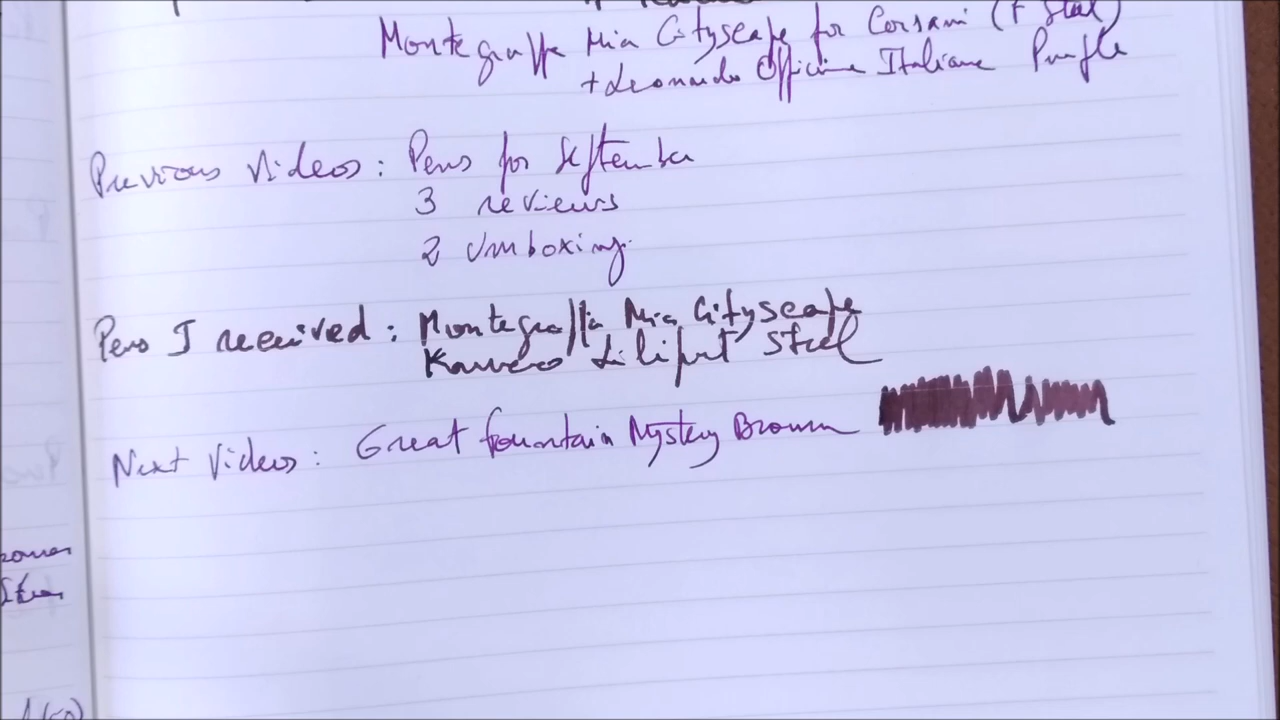 Montegrappa Mia Cityscape for Corsani (F Steel)
+ Leonardo Officina Italiana Purple
Previous Videos: Pens for September
3 reviews
2 Unboxing
Pens I received: Montegrappa Mia Cityscape
Kaweco Liliput Steel
Next Videos: Great fountain Mystery Brown